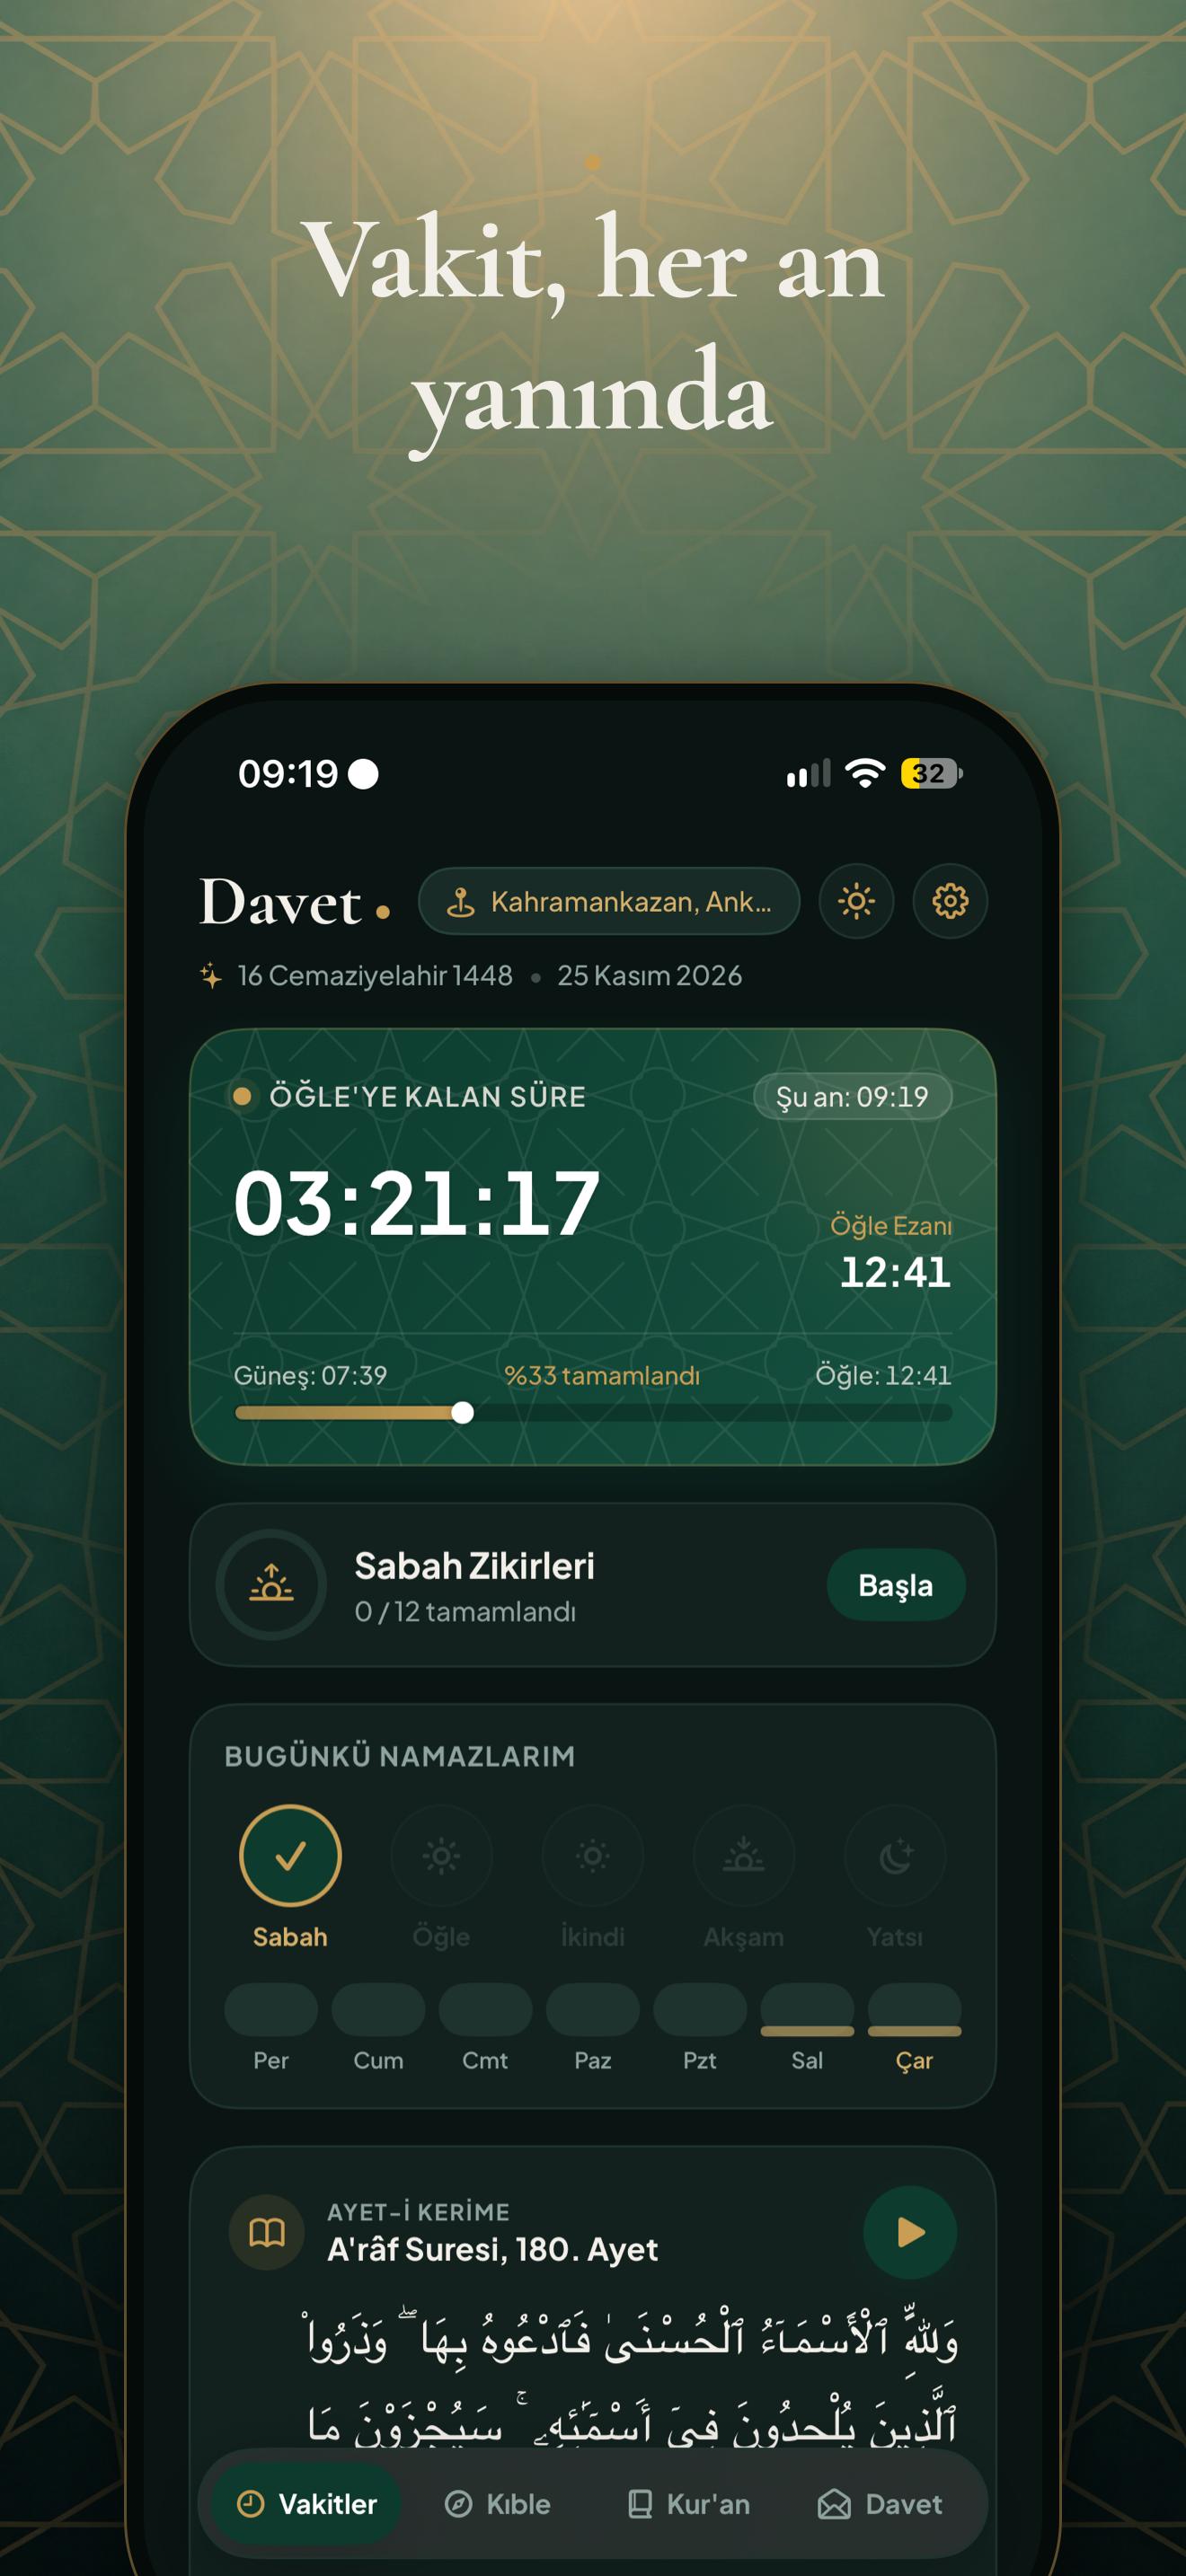 Vakit, her an
yanında
09:19
32
Davet
Kahramankazan, Ank...
16 Cemaziyelahir 1448 • 25 Kasım 2026
ÖĞLE'YE KALAN SÜRE
Şu an: 09:19
03:21:17
Öğle Ezanı
12:41
Güneş: 07:39 %33 tamamlandı Öğle: 12:41
Sabah Zikirleri
0 / 12 tamamlandı
Başla
BUGÜNKÜ NAMAZLARIM
Sabah Öğle İkindi Akşam Yatsı
Per Cum Cmt Paz Pzt Sal Çar
AYET-İ KERİME
A'râf Suresi, 180. Ayet
وَلِلَّهِ ٱلْأَسْمَآءُ ٱلْحُسْنَىٰ فَٱدْعُوهُ بِهَا ۖ وَذَرُوا۟
ٱلَّذِينَ يُلْحِدُونَ فِىٓ أَسْمَٰٓئِهِۦ ۚ سَيُجْزَوْنَ مَا
Vakitler Kıble Kur'an Davet